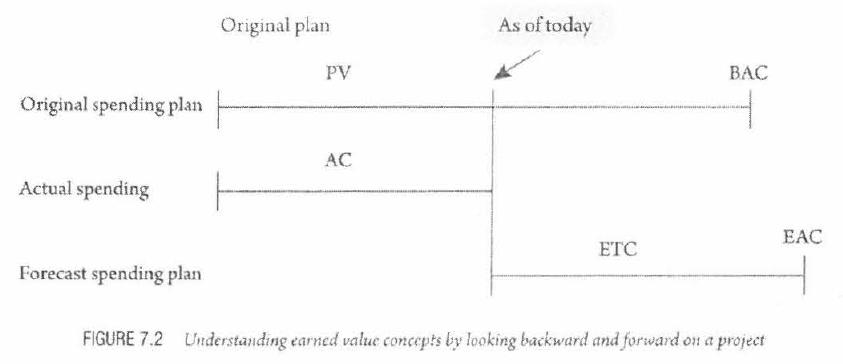 Original plan As of today
PV BAC
Original spending plan
AC
Actual spending
EAC
ETC
Forecast spending plan
FIGURE 7.2 Understanding earned value concepts by looking backward and forward on a project